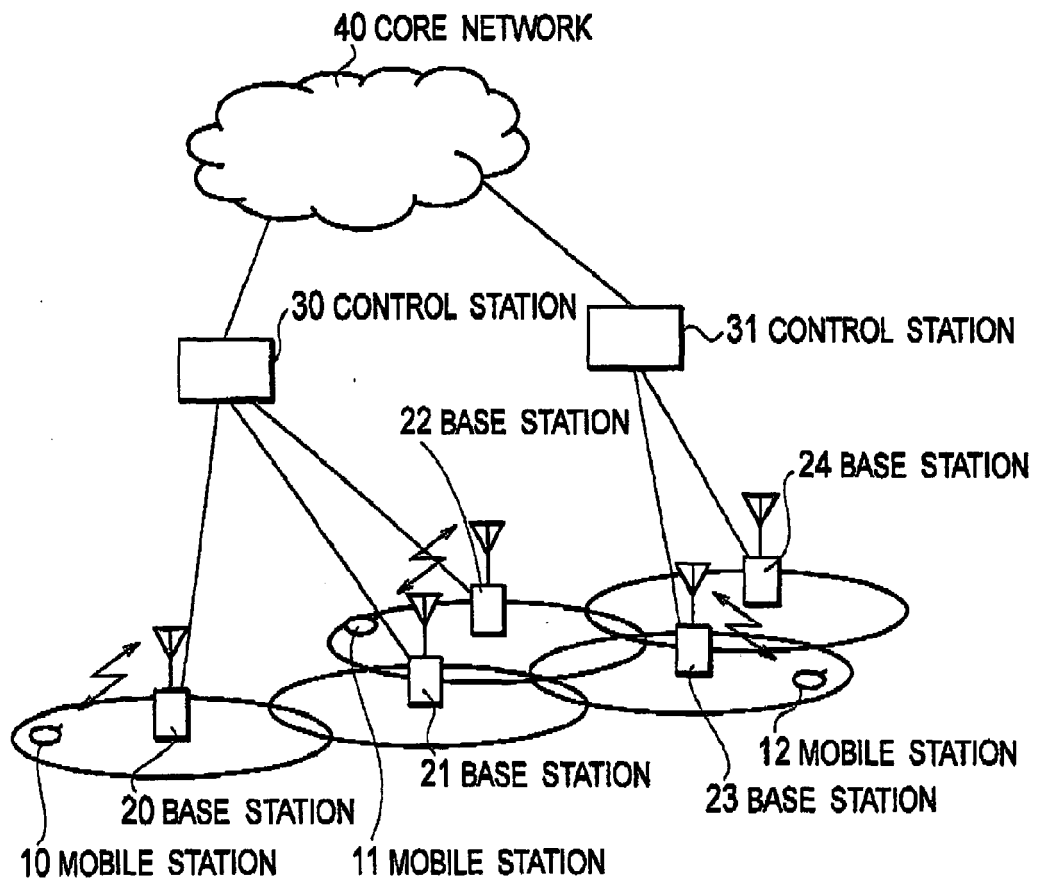 40 CORE NETWORK
30 CONTROL STATION
31 CONTROL STATION
22 BASE STATION
24 BASE STATION
12 MOBILE STATION
21 BASE STATION
23 BASE STATION
20 BASE STATION
10 MOBILE STATION
11 MOBILE STATION